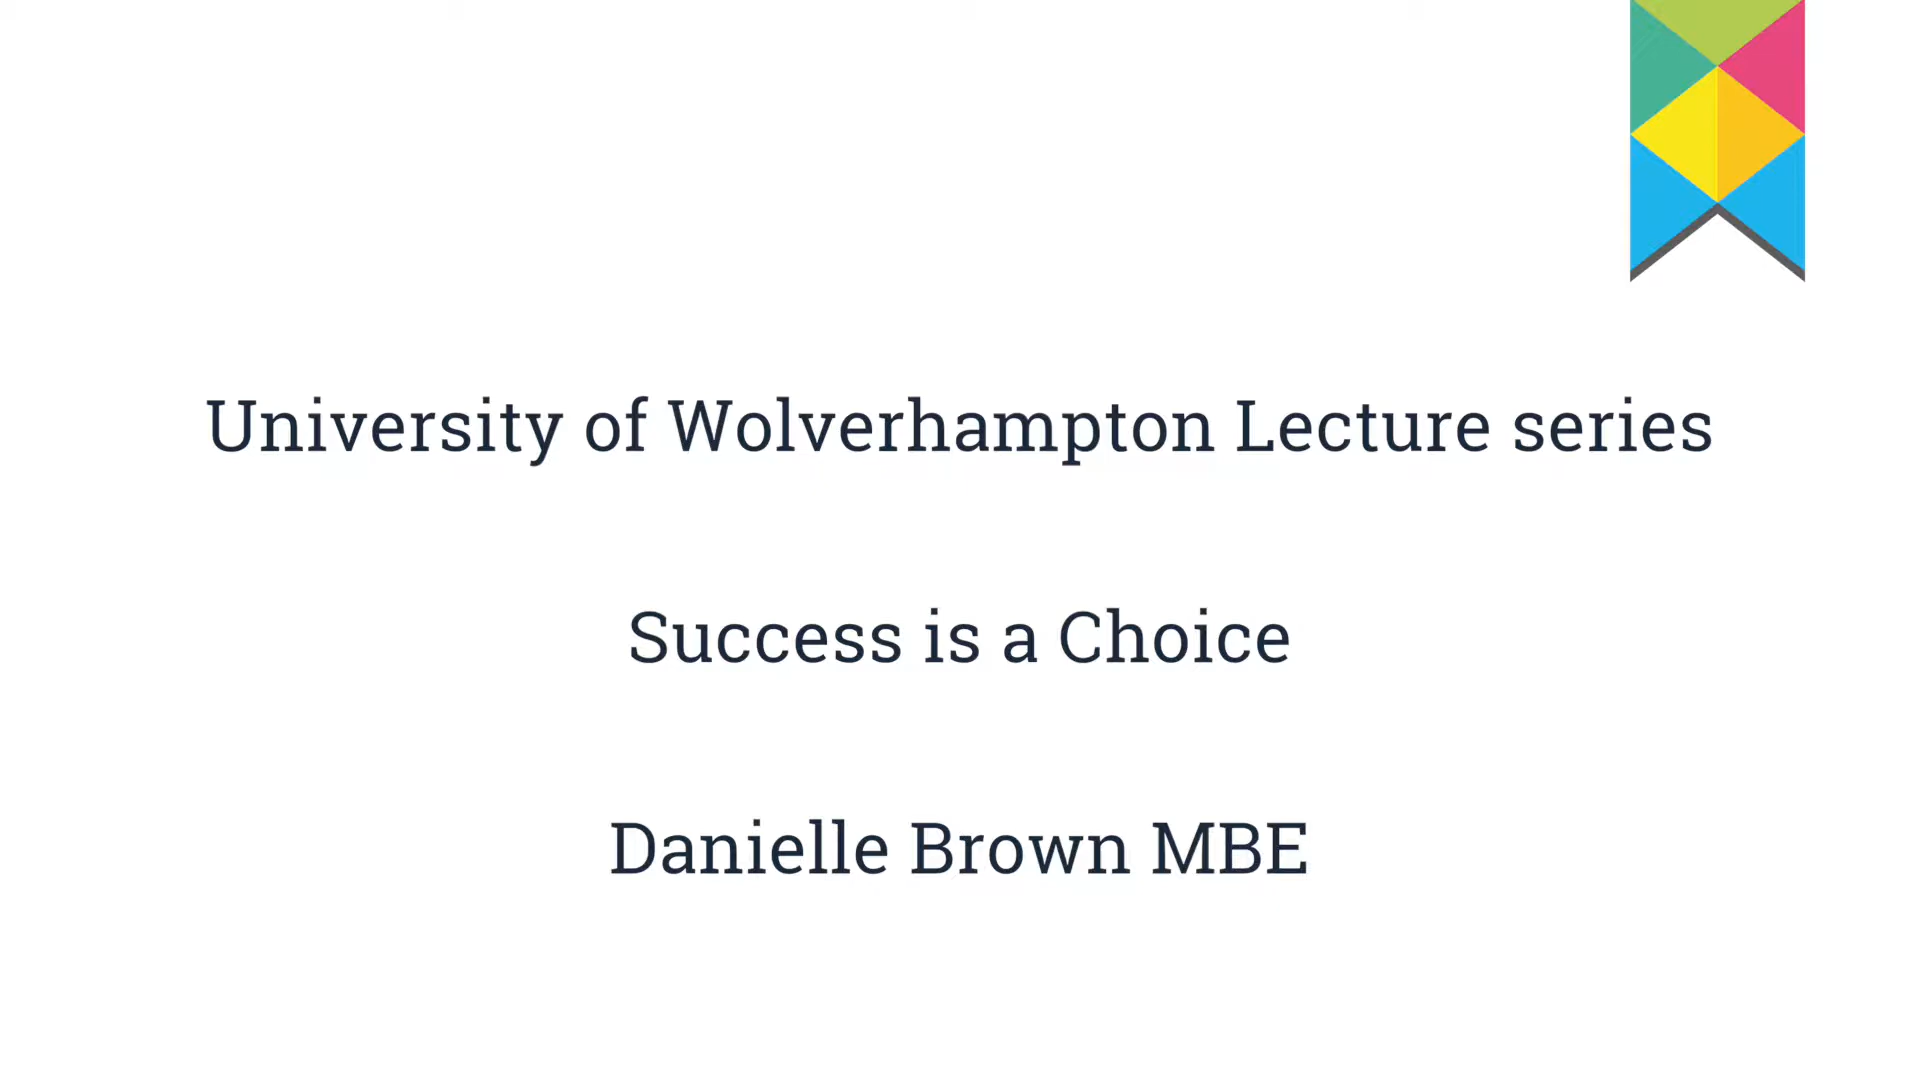 University of Wolverhampton Lecture series
Success is a Choice
Danielle Brown MBE